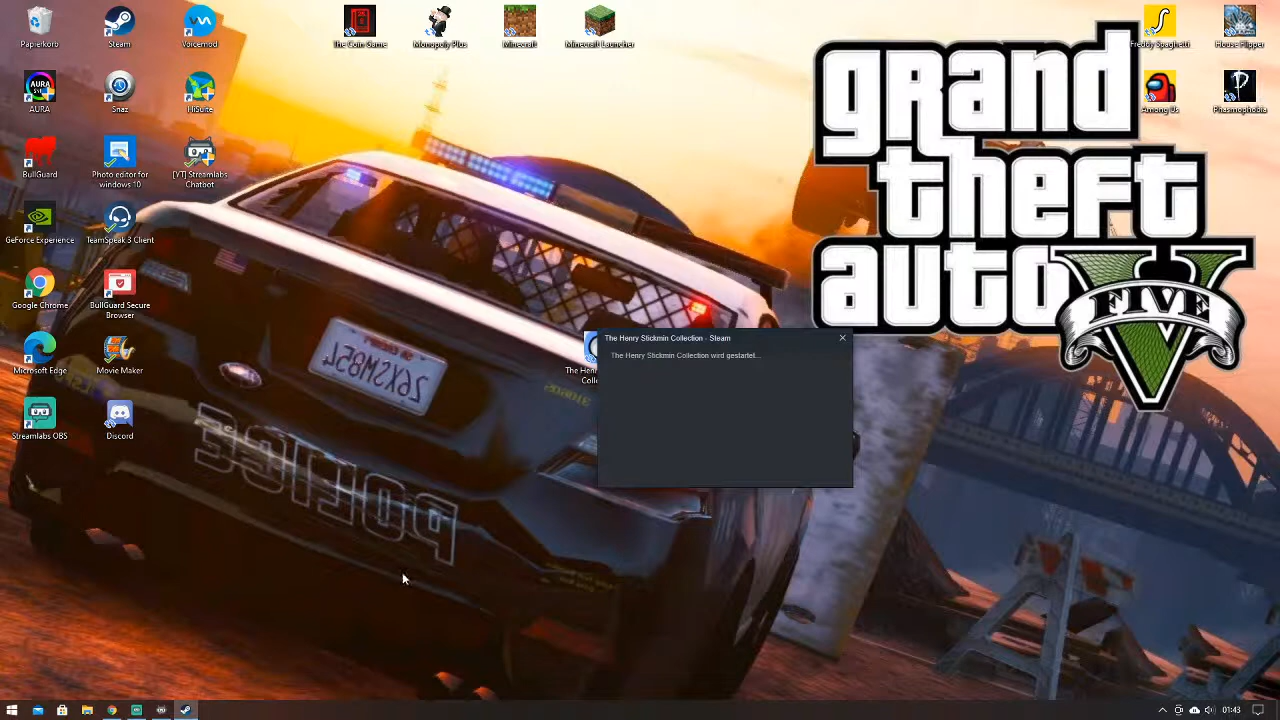 Papierkorb
Steam
Voicemod
The Coin Game
Monopoly Plus
Minecraft
Minecraft Launcher
Freddy Spaghetti
House Flipper
AURA
Snaz
HiSuite
Among Us
Phasmophobia
BullGuard
Photo editor for
windows 10
Chatbot
GeForce Experience
TeamSpeak 3 Client
Google Chrome
BullGuard Secure
Browser
Microsoft Edge
Movie Maker
Streamlabs OBS
Discord
grand
theft
auto
V
FIVE
The Henry Stickmin Collection - Steam
The Henry Stickmin Collection wird gestartet...
26XSM85L
POLICE
01:43